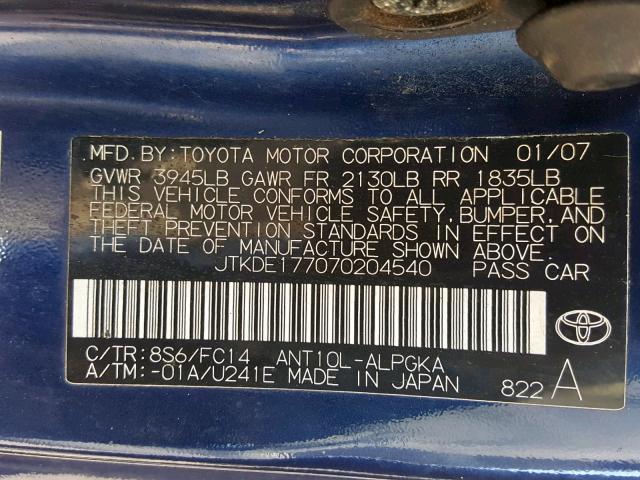 MFD. BY: TOYOTA MOTOR CORPORATION 01/07
GVWR 3945LB GAWR FR 2130LB RR 1835LB
THIS VEHICLE CONFORMS TO ALL APPLICABLE
FEDERAL MOTOR VEHICLE SAFETY, BUMPER, AND
THEFT PREVENTION STANDARDS IN EFFECT ON
THE DATE OF MANUFACTURE SHOWN ABOVE.
JTKDE177070204540 PASS CAR
C/TR: 8S6/FC14 ANT10L-ALPGKA
A/TM: -01A/U241E MADE IN JAPAN
822 A